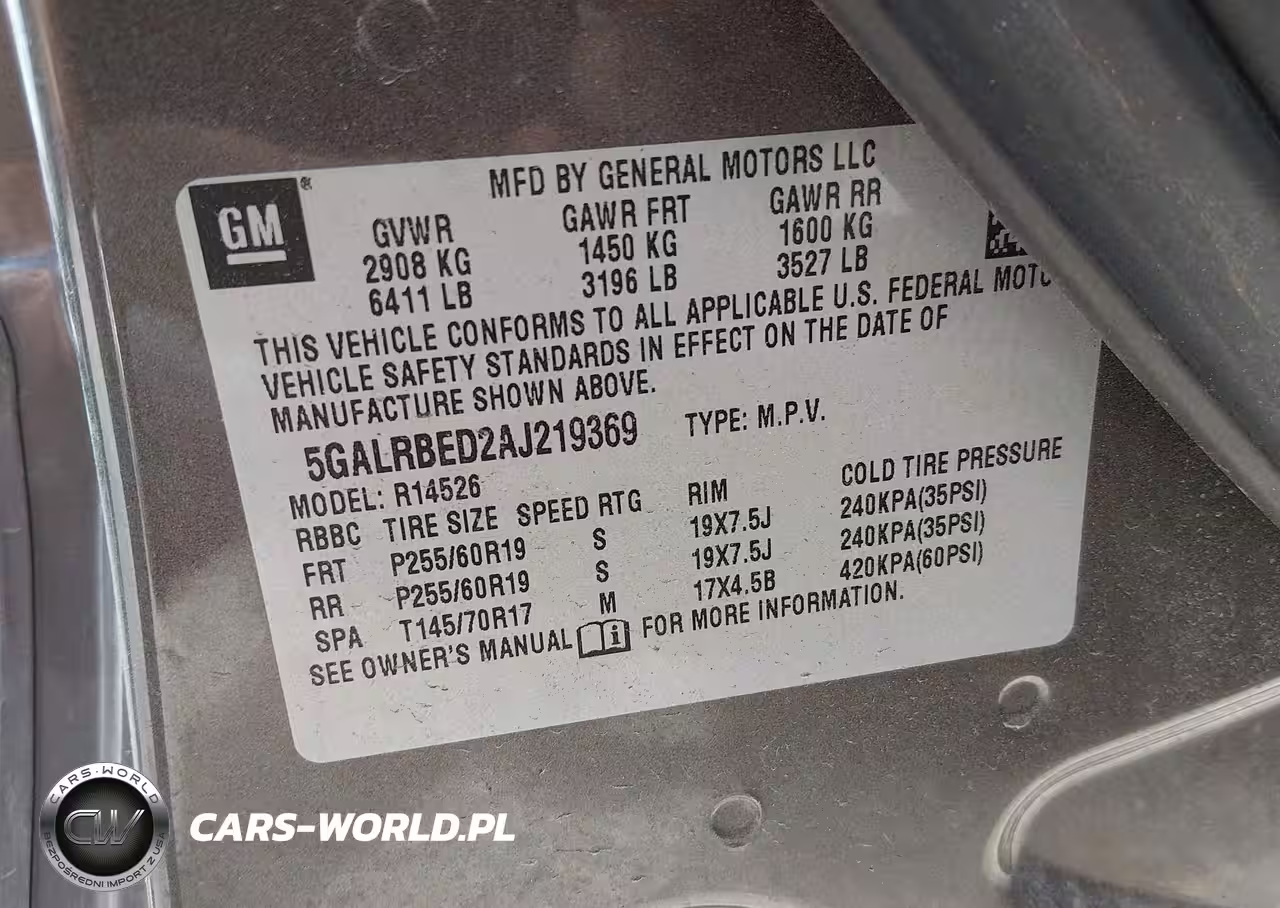 MFD BY GENERAL MOTORS LLC
GM®
GVWR GAWR FRT GAWR RR
2908 KG 1450 KG 1600 KG
6411 LB 3196 LB 3527 LB
THIS VEHICLE CONFORMS TO ALL APPLICABLE U.S. FEDERAL MOTO
VEHICLE SAFETY STANDARDS IN EFFECT ON THE DATE OF
MANUFACTURE SHOWN ABOVE.
5GALRBED2AJ219369 TYPE: M.P.V.
MODEL: R14526
RBBC TIRE SIZE SPEED RTG RIM COLD TIRE PRESSURE
FRT P255/60R19 S 19X7.5J 240KPA(35PSI)
RR P255/60R19 S 19X7.5J 240KPA(35PSI)
SPA T145/70R17 M 17X4.5B 420KPA(60PSI)
SEE OWNER'S MANUAL i FOR MORE INFORMATION.
CARS-WORLD
CW
BEZPOŚREDNI IMPORT Z USA
CARS-WORLD.PL